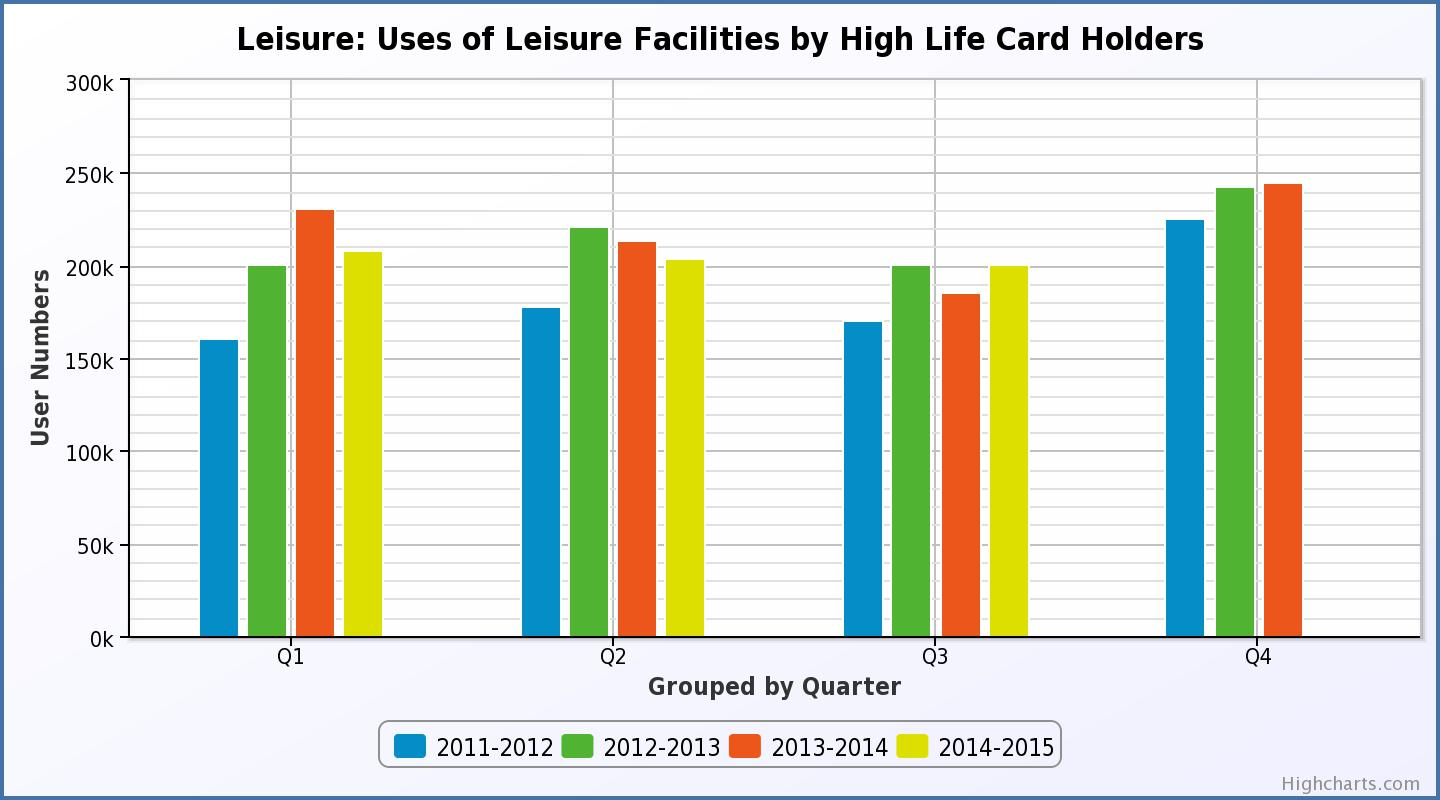 Leisure: Uses of Leisure Facilities by High Life Card Holders
300k
250k
200k
150k
100k
50k
0k
User Numbers
Q1 Q2 Q3 Q4
Grouped by Quarter
2011-2012 2012-2013 2013-2014 2014-2015
Highcharts.com